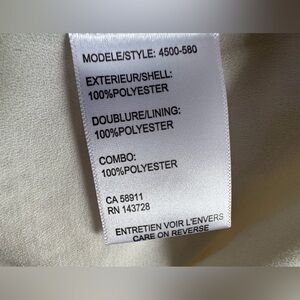 MODELE/STYLE: 4500-580
EXTERIEUR/SHELL:
100%POLYESTER
DOUBLURE/LINING:
100%POLYESTER
COMBO:
100%POLYESTER
CA 58911
RN 143728
ENTRETIEN VOIR L'ENVERS
CARE ON REVERSE